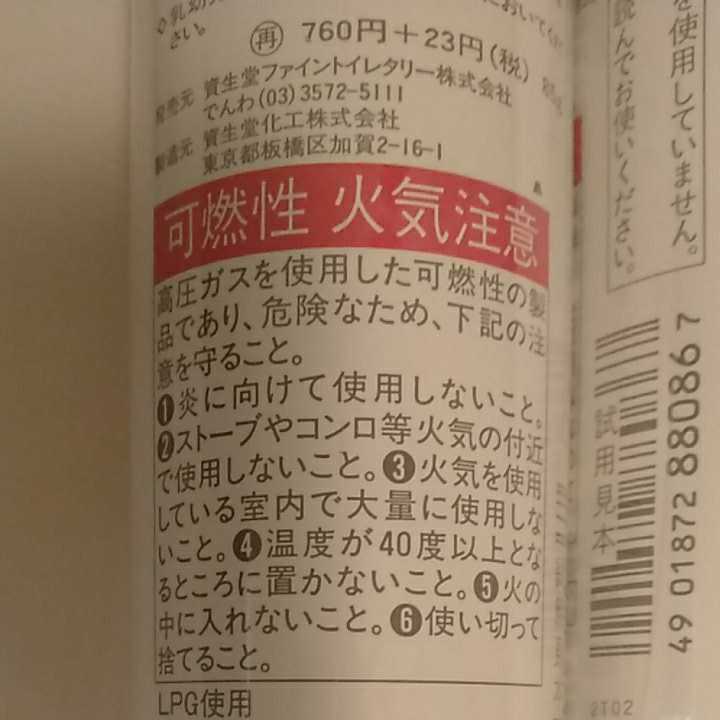 さい。
再 760円+23円(税)
発売元 資生堂ファイントイレタリー株式会社
でんわ(03)3572-5111
製造元 資生堂化工株式会社
東京都板橋区加賀2-16-1
可燃性 火気注意
高圧ガスを使用した可燃性の製
品であり、危険なため、下記の注
意を守ること。
❶炎に向けて使用しないこと。
❷ストーブやコンロ等火気の付近
で使用しないこと。❸火気を使用
している室内で大量に使用しな
いこと。❹温度が40度以上とな
るところに置かないこと。❺火の
中に入れないこと。❻使い切って
捨てること。
LPG使用
を使用していません。
読んでお使いください。
試用見本
4901872880867
2T02